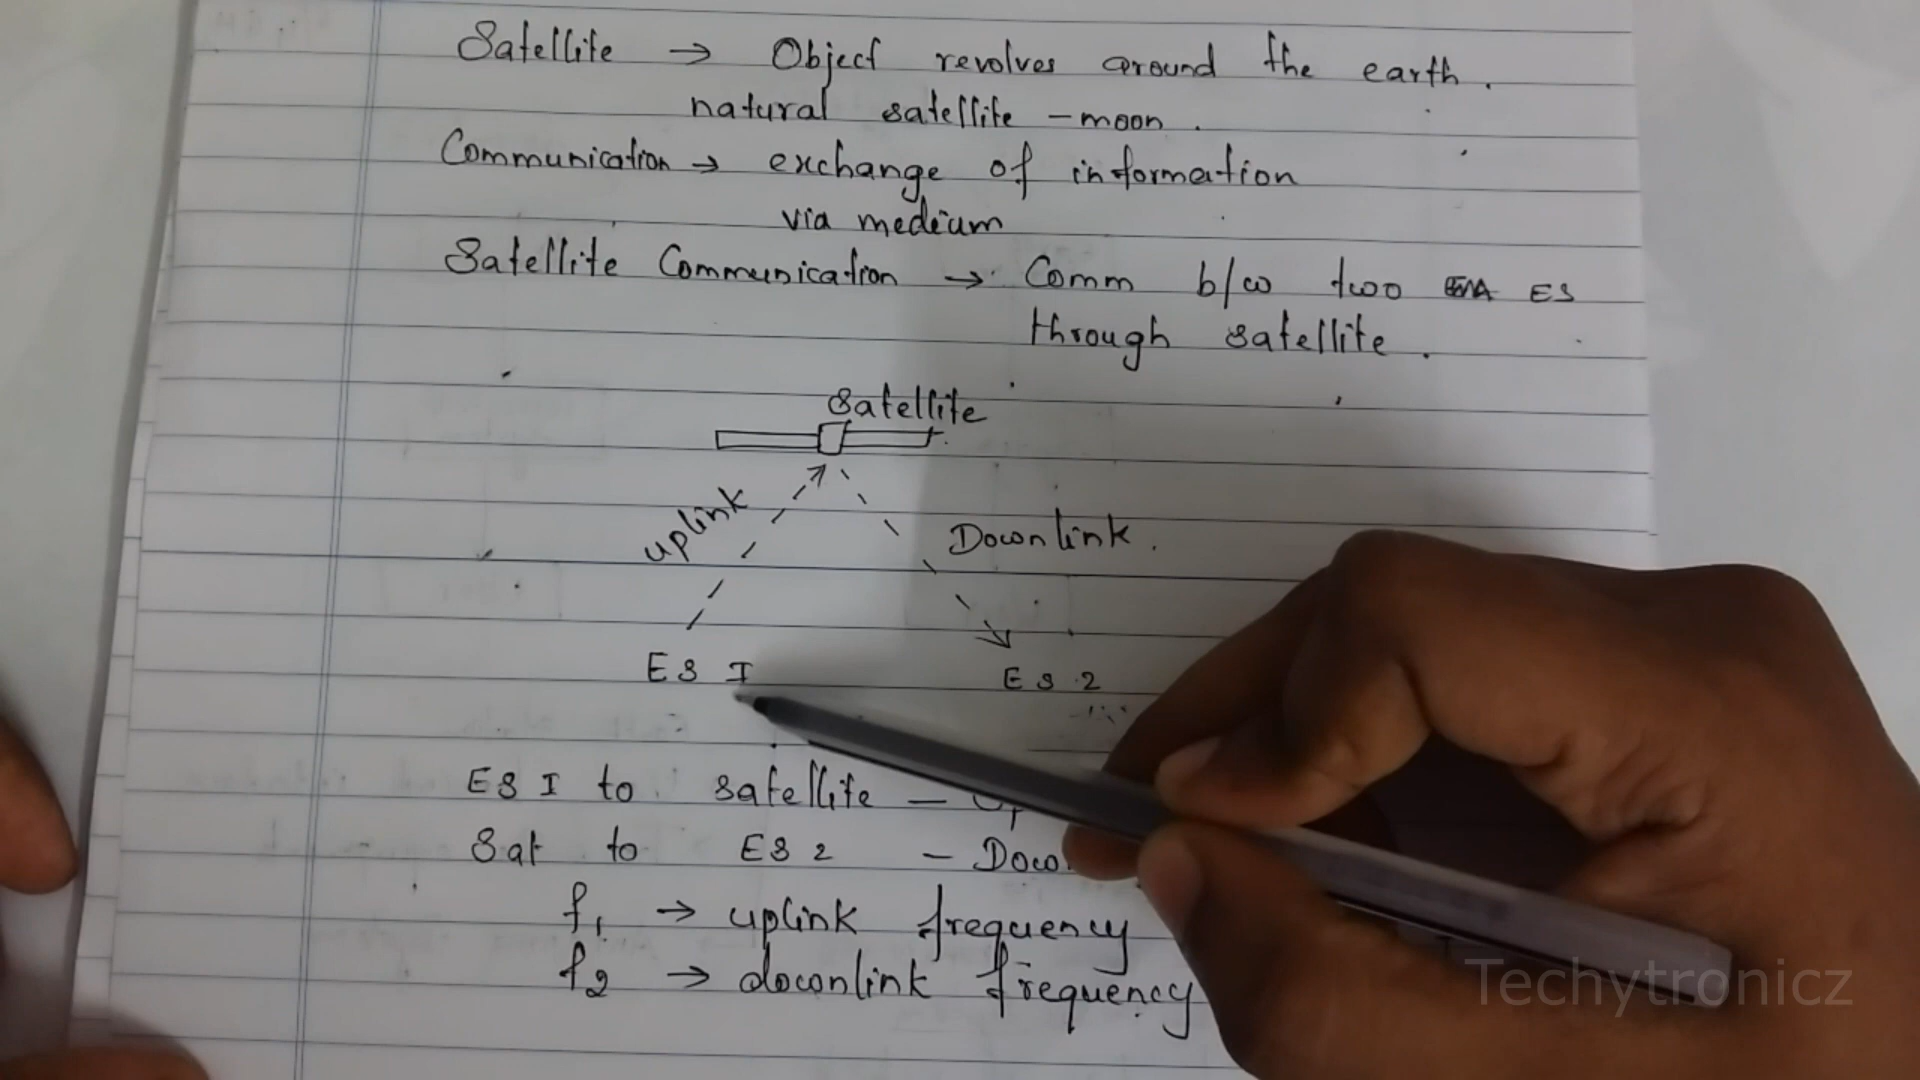 Satellite → Object revolves around the earth.
natural satellite - moon.
Communication → exchange of information
via medium
Satellite Communication → Comm b/w two ES
through satellite.
Satellite
uplink
Downlink.
ES I
ES 2
ES I to satellite -
Sat to ES 2 -
f1 → uplink frequency
f2 → downlink frequency
Techytronicz